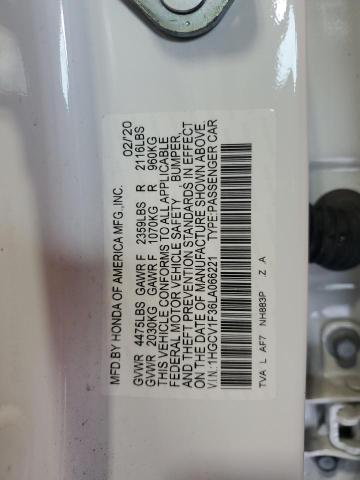 MFD.BY HONDA OF AMERICA MFG.,INC. 02/'20
GVWR 4475LBS GAWR F 2359LBS R 2116LBS
GVWR 2030KG GAWR F 1070KG R 960KG
THIS VEHICLE CONFORMS TO ALL APPLICABLE
FEDERAL MOTOR VEHICLE SAFETY, BUMPER,
AND THEFT PREVENTION STANDARDS IN EFFECT
ON THE DATE OF MANUFACTURE SHOWN ABOVE.
VIN:1HGCV1F36LA066221 TYPE:PASSENGER CAR
TVA L AF7 NH883P Z A